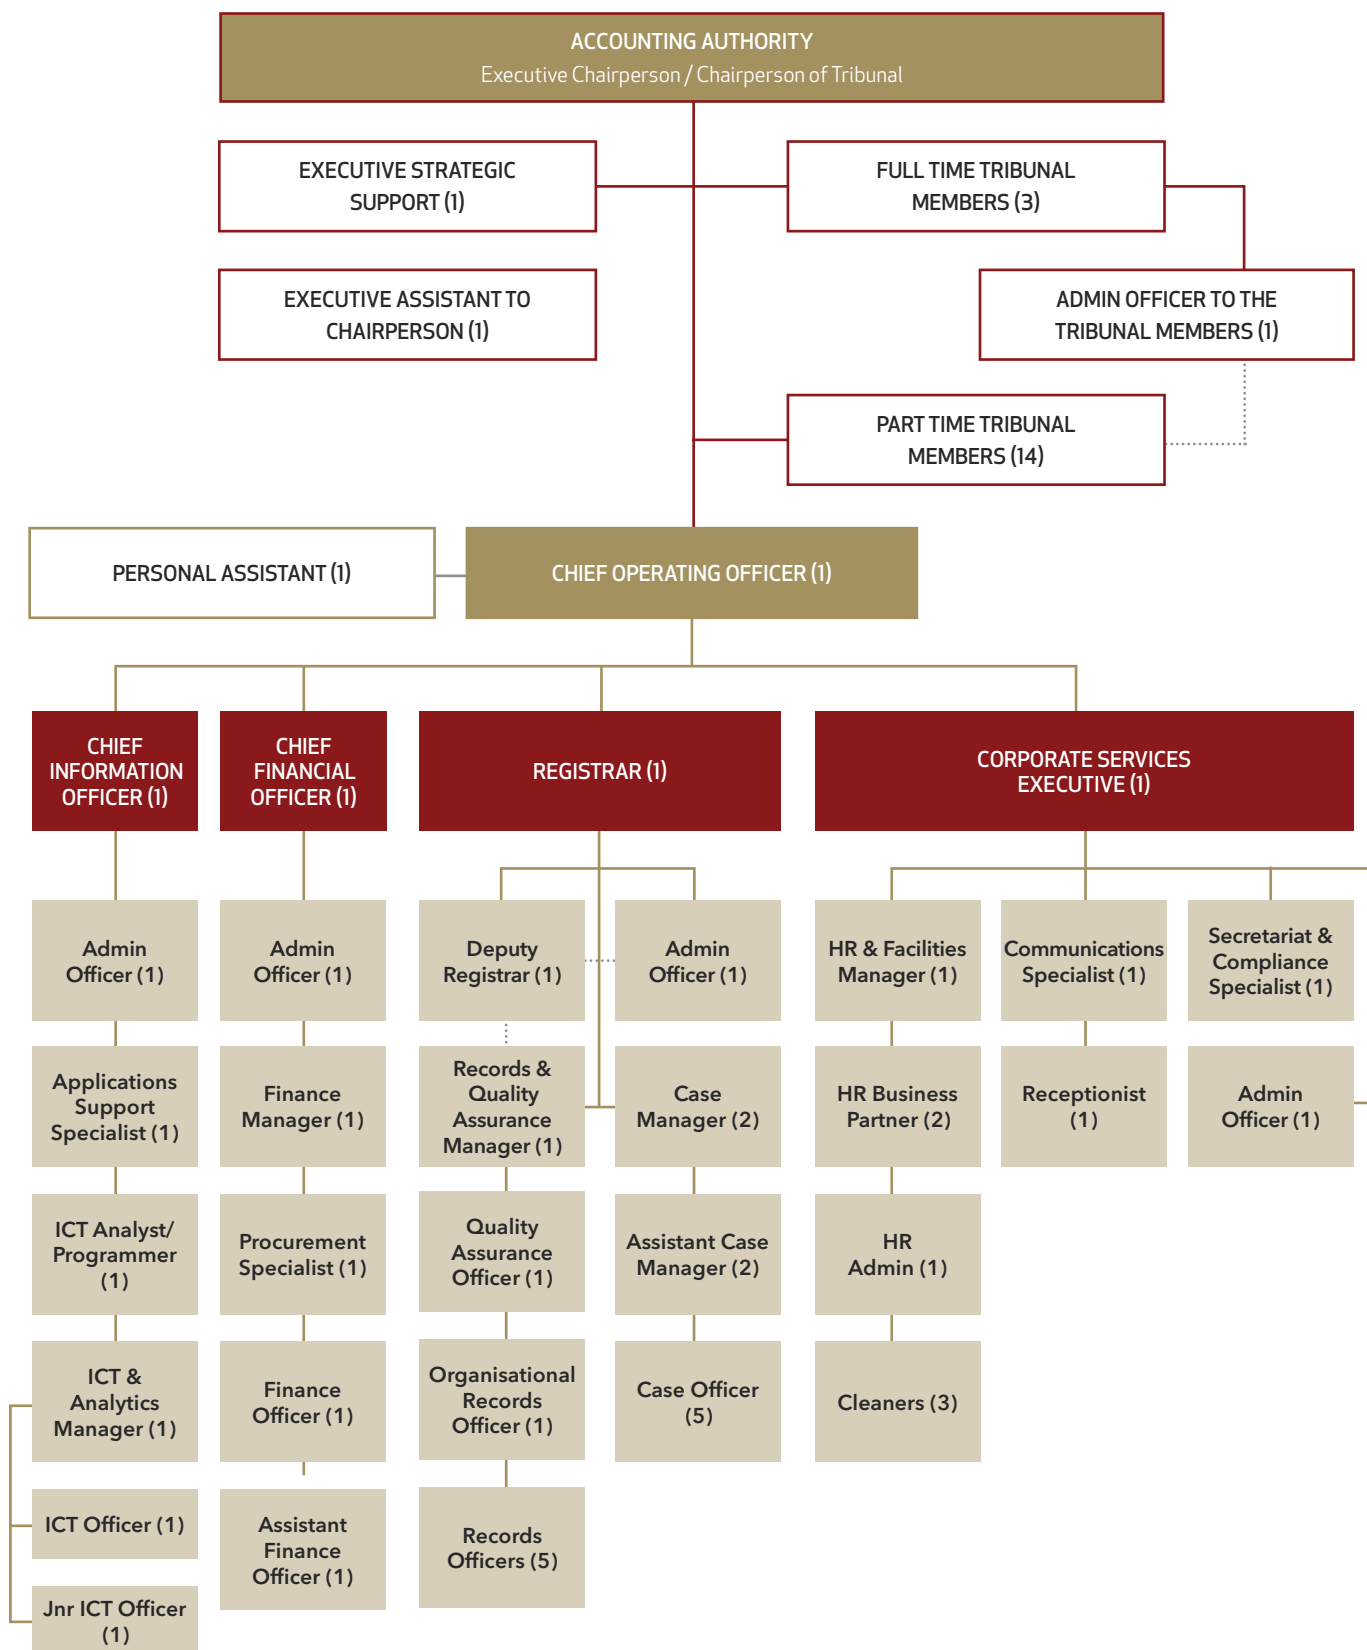 ACCOUNTING AUTHORITY
Executive Chairperson / Chairperson of Tribunal
EXECUTIVE STRATEGIC
SUPPORT (1)
FULL TIME TRIBUNAL
MEMBERS (3)
EXECUTIVE ASSISTANT TO
CHAIRPERSON (1)
ADMIN OFFICER TO THE
TRIBUNAL MEMBERS (1)
PART TIME TRIBUNAL
MEMBERS (14)
PERSONAL ASSISTANT (1)
CHIEF OPERATING OFFICER (1)
CHIEF
INFORMATION
OFFICER (1)
CHIEF
FINANCIAL
OFFICER (1)
REGISTRAR (1)
CORPORATE SERVICES
EXECUTIVE (1)
Admin
Officer (1)
Admin
Officer (1)
Deputy
Registrar (1)
Admin
Officer (1)
HR & Facilities
Manager (1)
Communications
Specialist (1)
Secretariat &
Compliance
Specialist (1)
Applications
Support
Specialist (1)
Finance
Manager (1)
Records &
Quality
Assurance
Manager (1)
Case
Manager (2)
HR Business
Partner (2)
Receptionist
(1)
Admin
Officer (1)
ICT Analyst/
Programmer
(1)
Procurement
Specialist (1)
Quality
Assurance
Officer (1)
Assistant Case
Manager (2)
HR
Admin (1)
ICT &
Analytics
Manager (1)
Finance
Officer (1)
Organisational
Records
Officer (1)
Case Officer
(5)
Cleaners (3)
ICT Officer (1)
Assistant
Finance
Officer (1)
Records
Officers (5)
Jnr ICT Officer
(1)